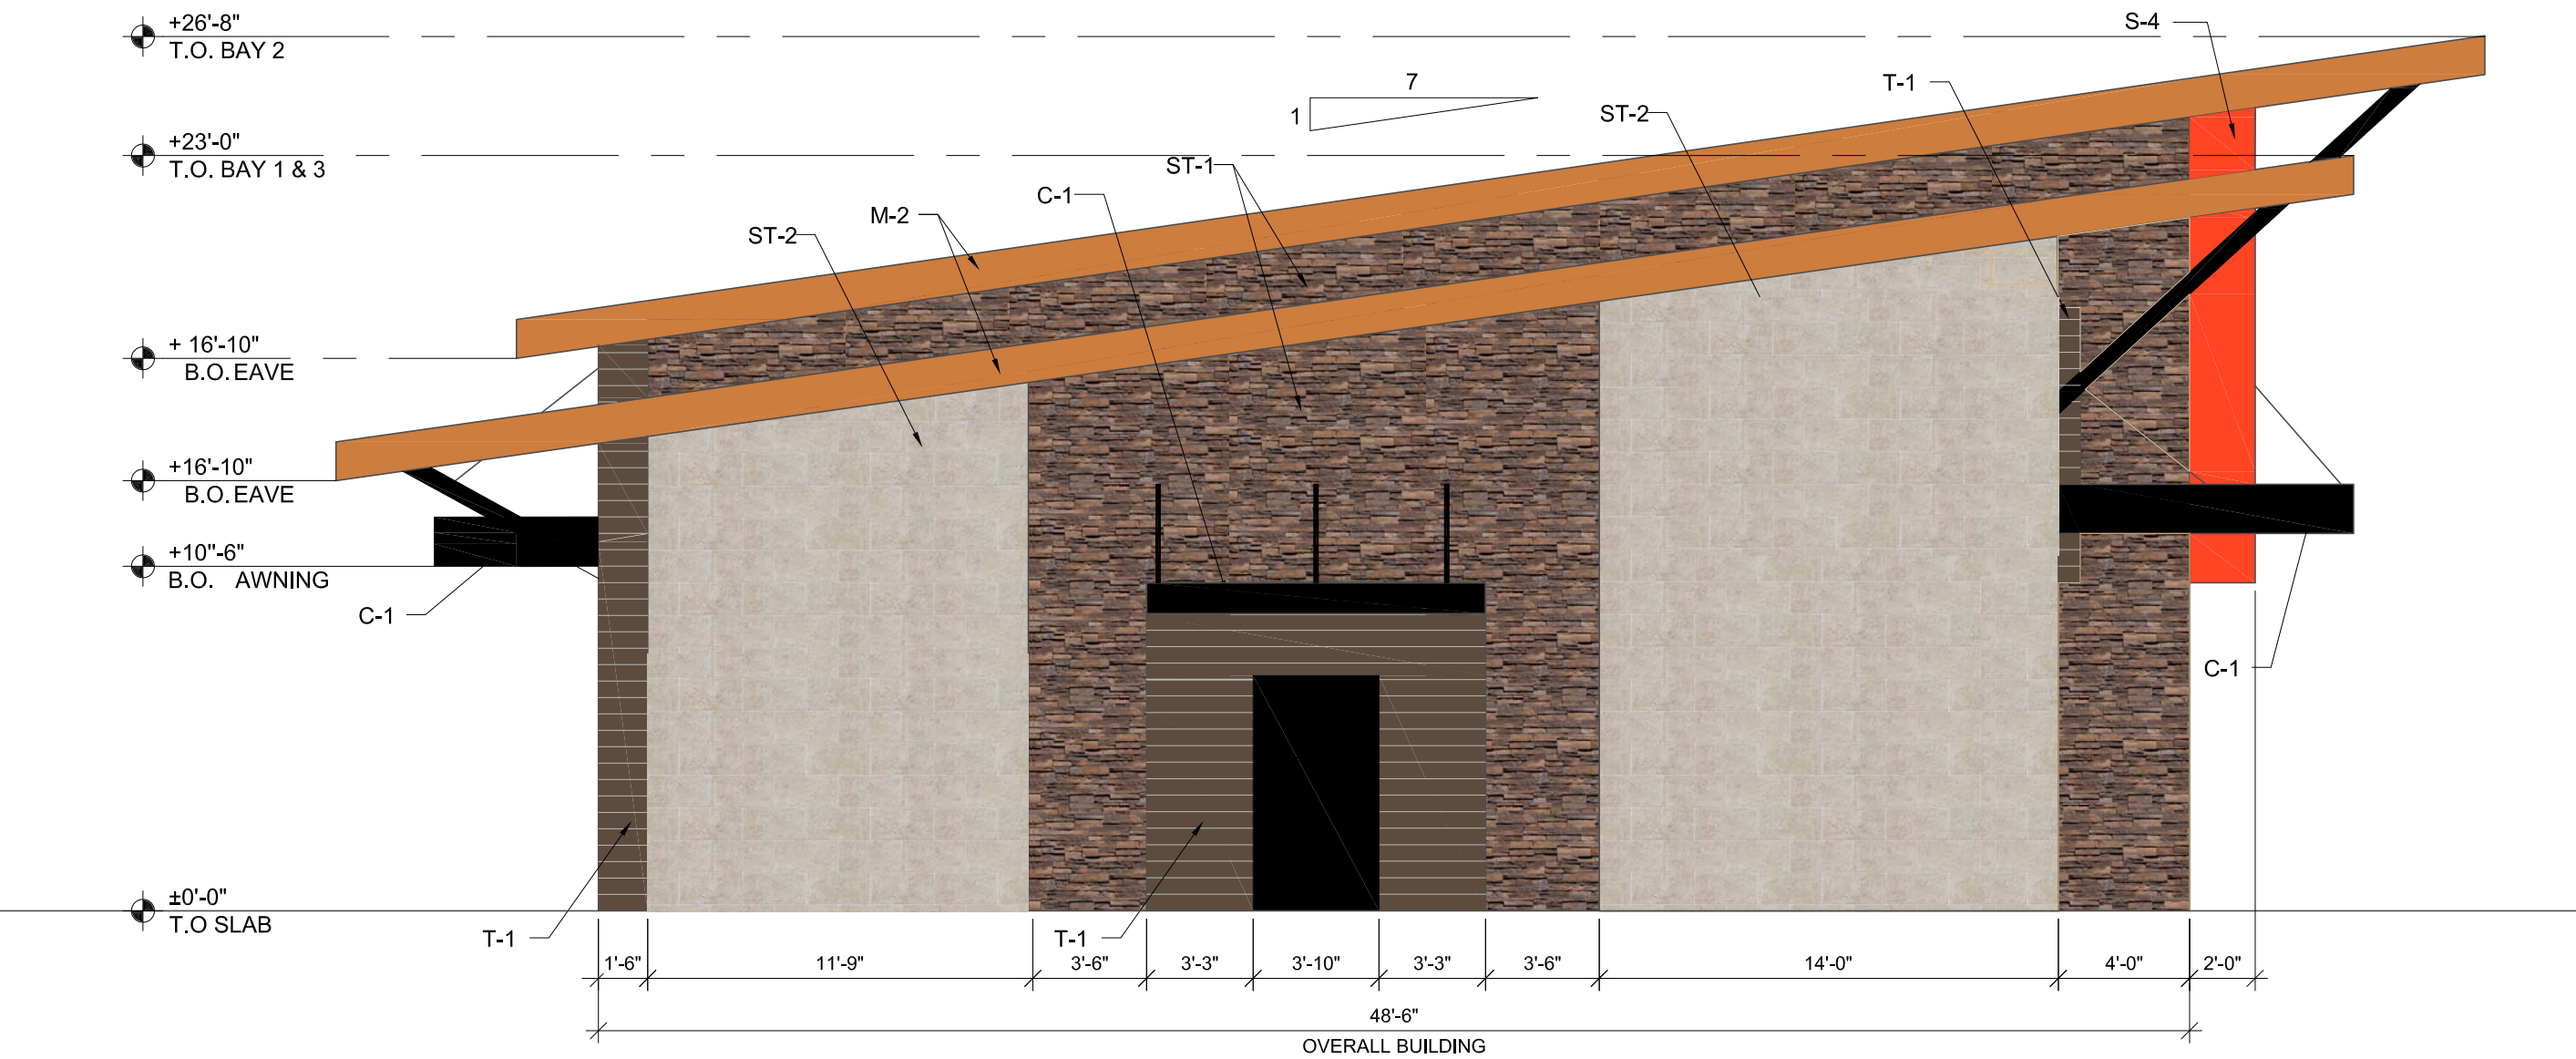 +26'-8"
T.O. BAY 2
S-4
7
1
T-1
ST-2
+23'-0"
T.O. BAY 1 & 3
ST-1
C-1
M-2
ST-2
+ 16'-10"
B.O. EAVE
+16'-10"
B.O. EAVE
+10"-6"
B.O. AWNING
C-1
C-1
±0'-0"
T.O SLAB
T-1
T-1
1'-6"
11'-9"
3'-6"
3'-3"
3'-10"
3'-3"
3'-6"
14'-0"
4'-0"
2'-0"
48'-6"
OVERALL BUILDING